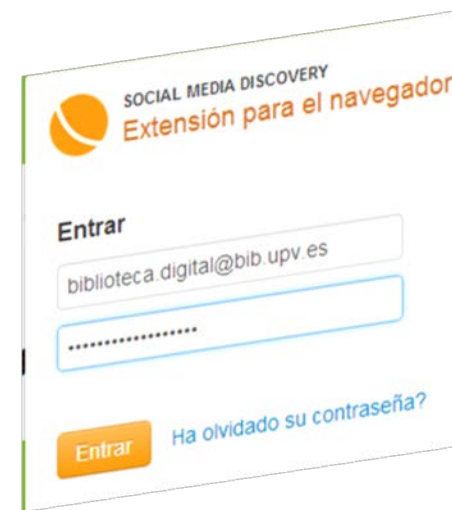 SOCIAL MEDIA DISCOVERY
Extensión para el navegador
Entrar
biblioteca.digital@bib.upv.es
••••••••••••••••••
Entrar
Ha olvidado su contraseña?